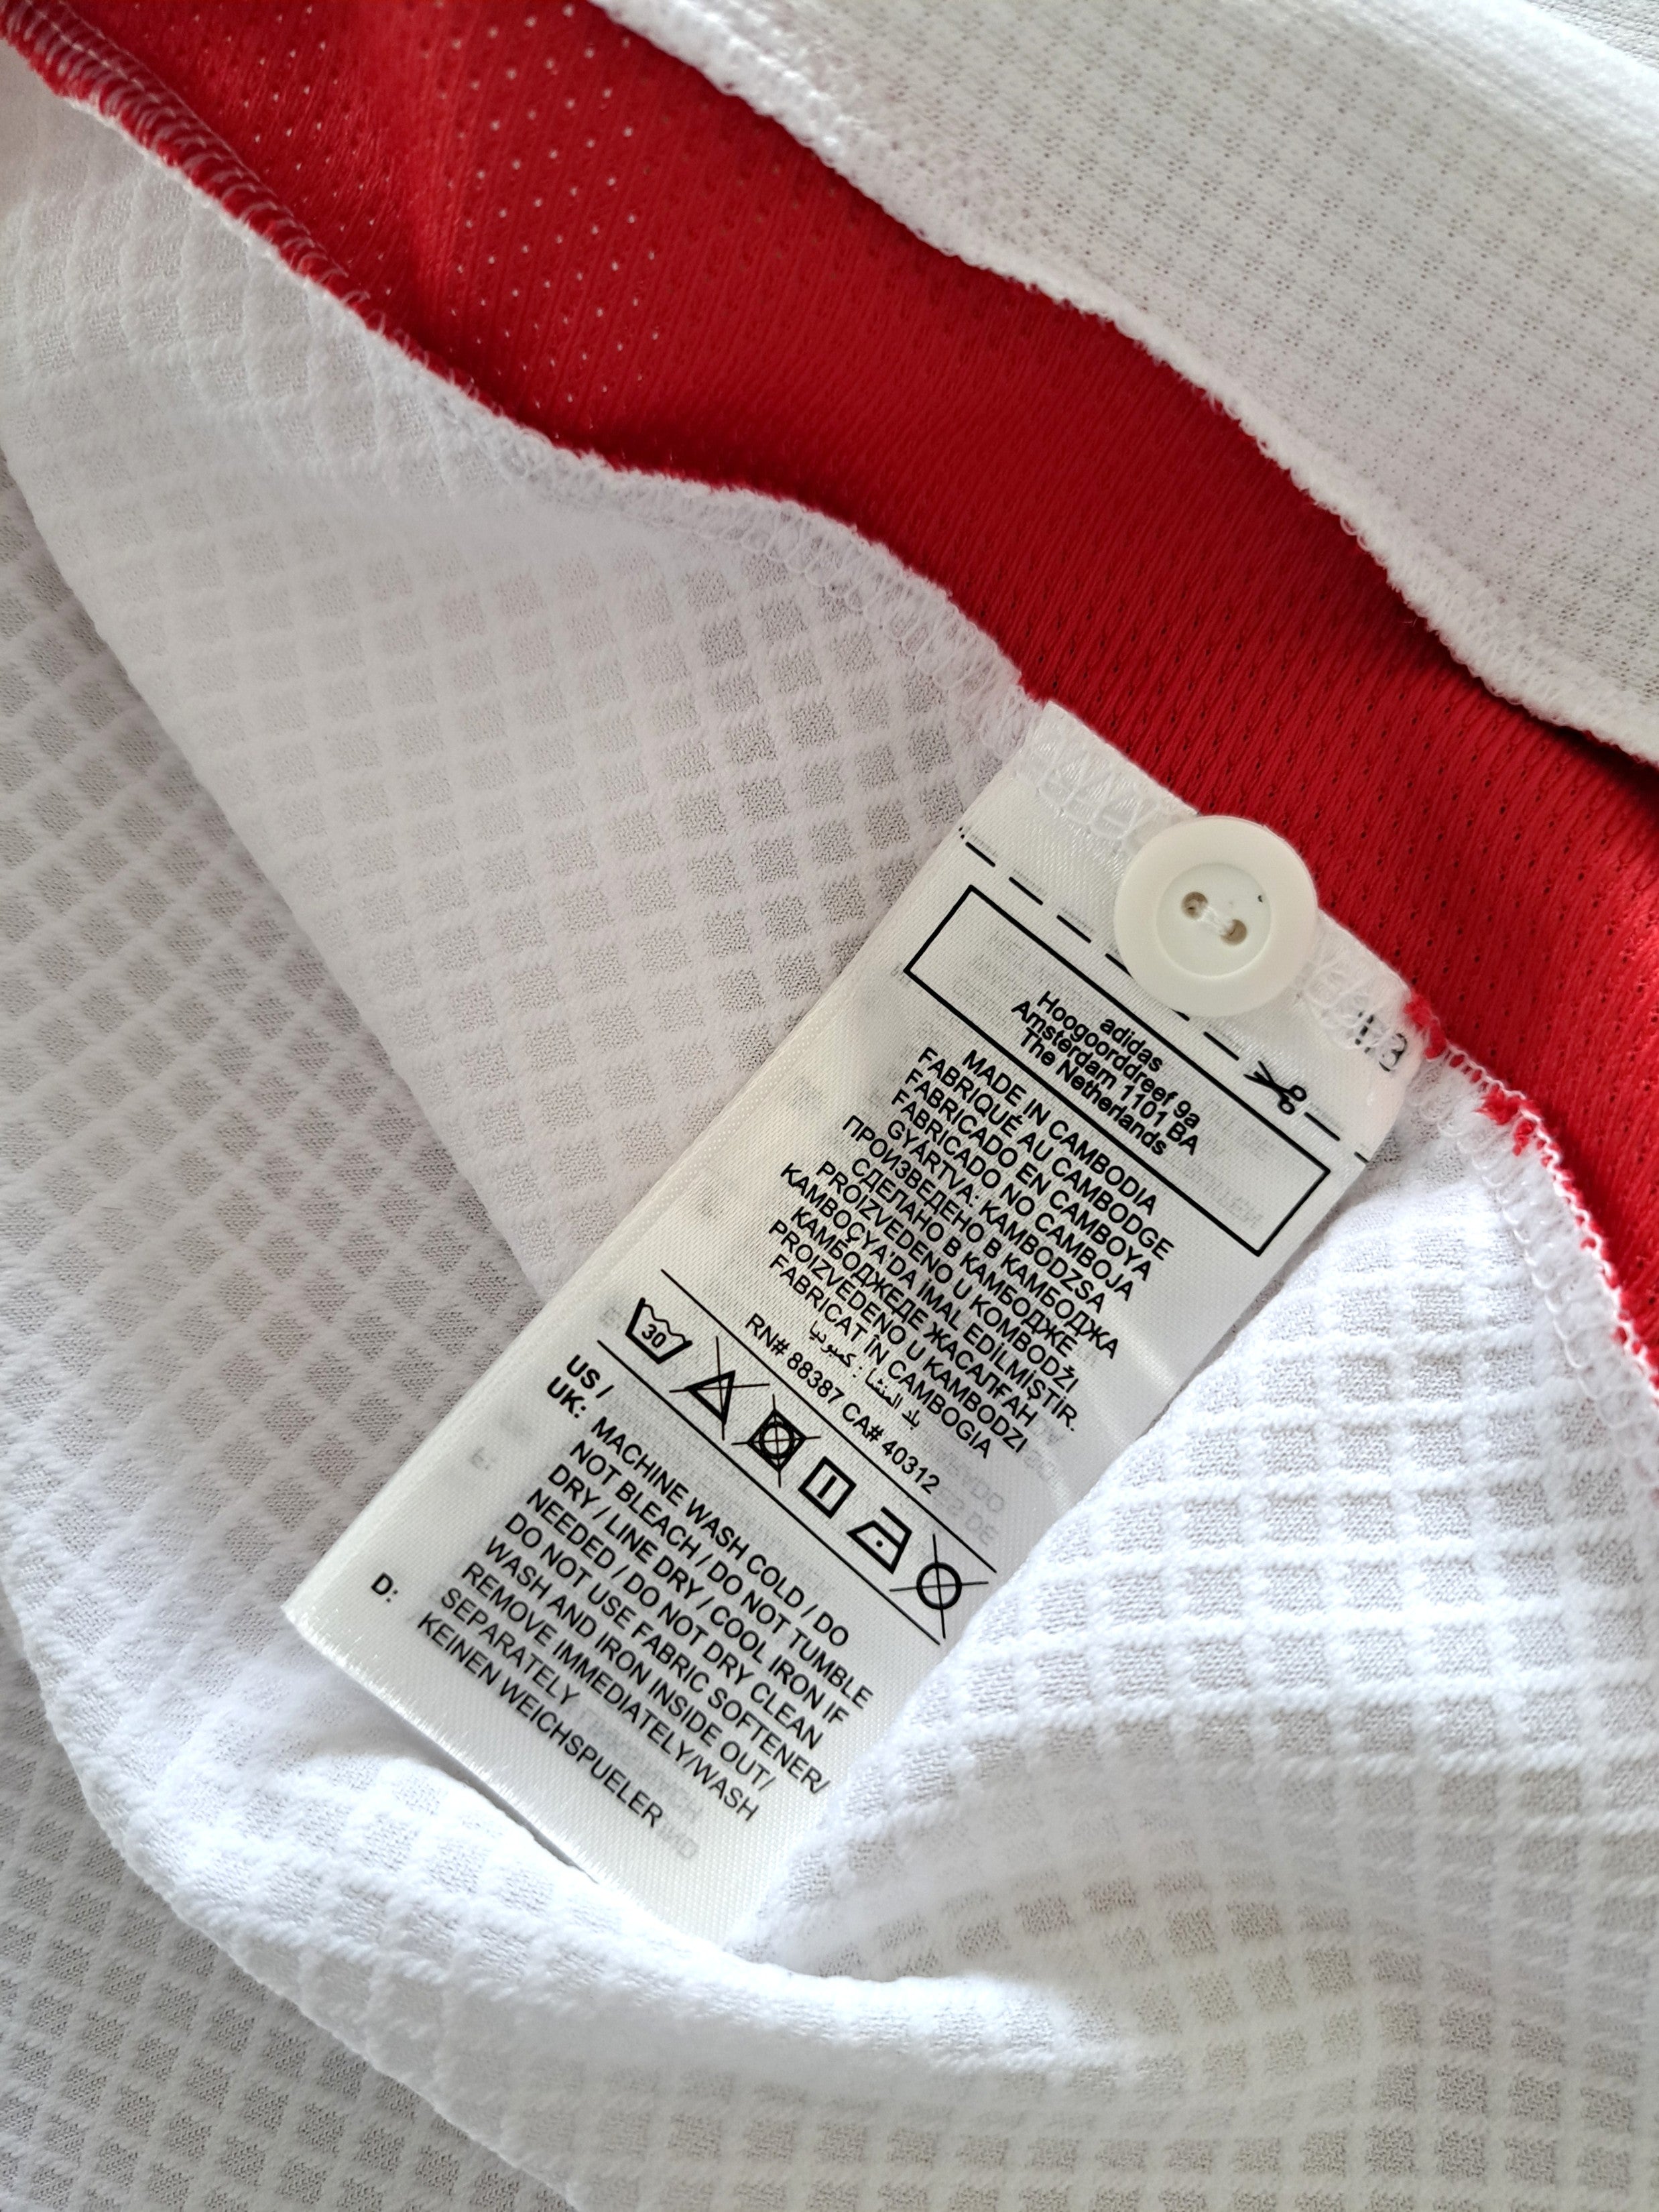 adidas
Hoogoorddreef 9a
Amsterdam 1101 BA
The Netherlands
MADE IN CAMBODIA
FABRIQUÉ AU CAMBODGE
FABRICADO EN CAMBOYA
FABRICADO NO CAMBOJA
GYÁRTVA: KAMBODZSA
ПРОИЗВЕДЕНО В КАМБОДЖА
СДЕЛАНО В КАМБОДЖЕ
PROIZVEDENO U KOMBODŽI
KAMBOÇYA'DA İMAL EDİLMİŞTİR.
КАМБОДЖЕДЕ ЖАСАЛҒАН
PROIZVEDENO U KAMBODZI
FABRICAT ÎN CAMBOGIA
بلد المنشا : كمبوديا
RN# 88387 CA# 40312
30
US /
UK: MACHINE WASH COLD / DO
NOT BLEACH / DO NOT TUMBLE
DRY / LINE DRY / COOL IRON IF
NEEDED / DO NOT DRY CLEAN
DO NOT USE FABRIC SOFTENER/
WASH AND IRON INSIDE OUT/
REMOVE IMMEDIATELY/WASH
SEPARATELY
D: KEINEN WEICHSPUELER